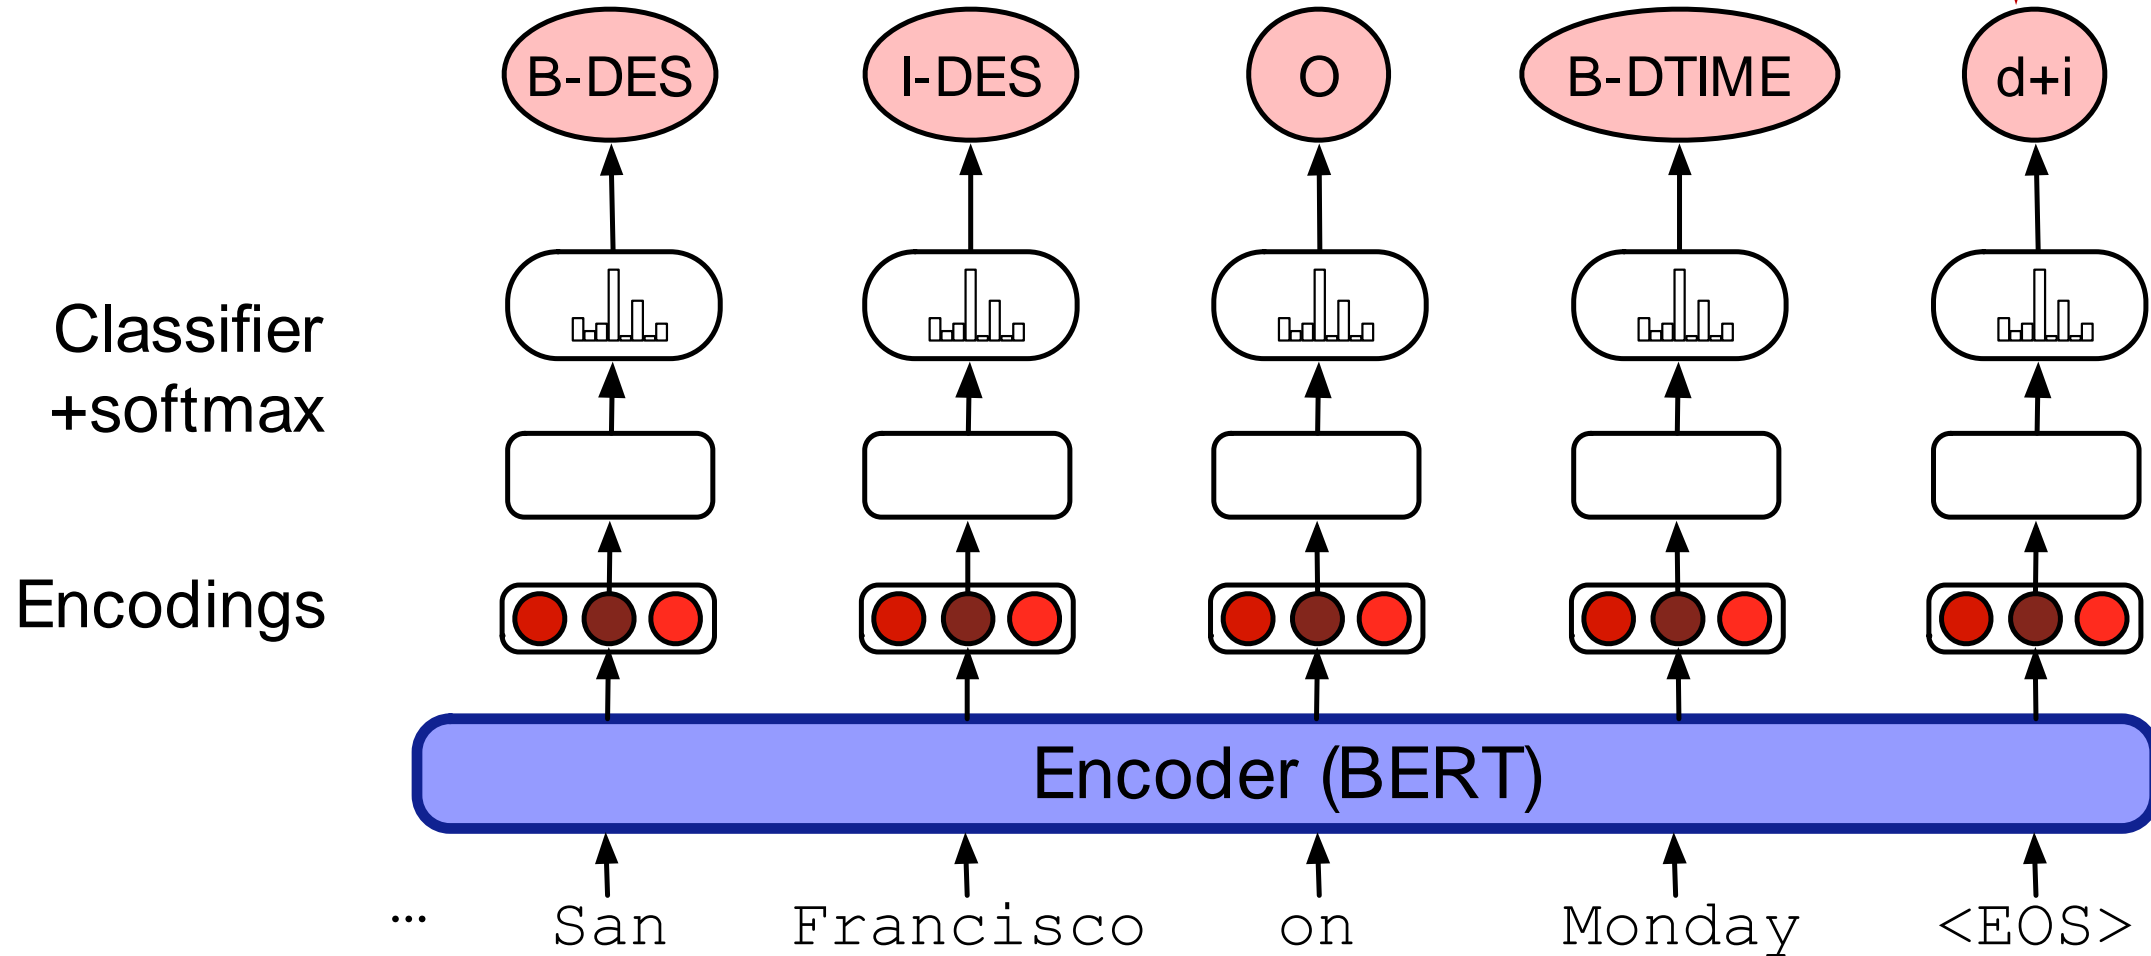 B-DES I-DES O B-DTIME d+i
Classifier
+softmax
Encodings
Encoder (BERT)
… San Francisco on Monday <EOS>